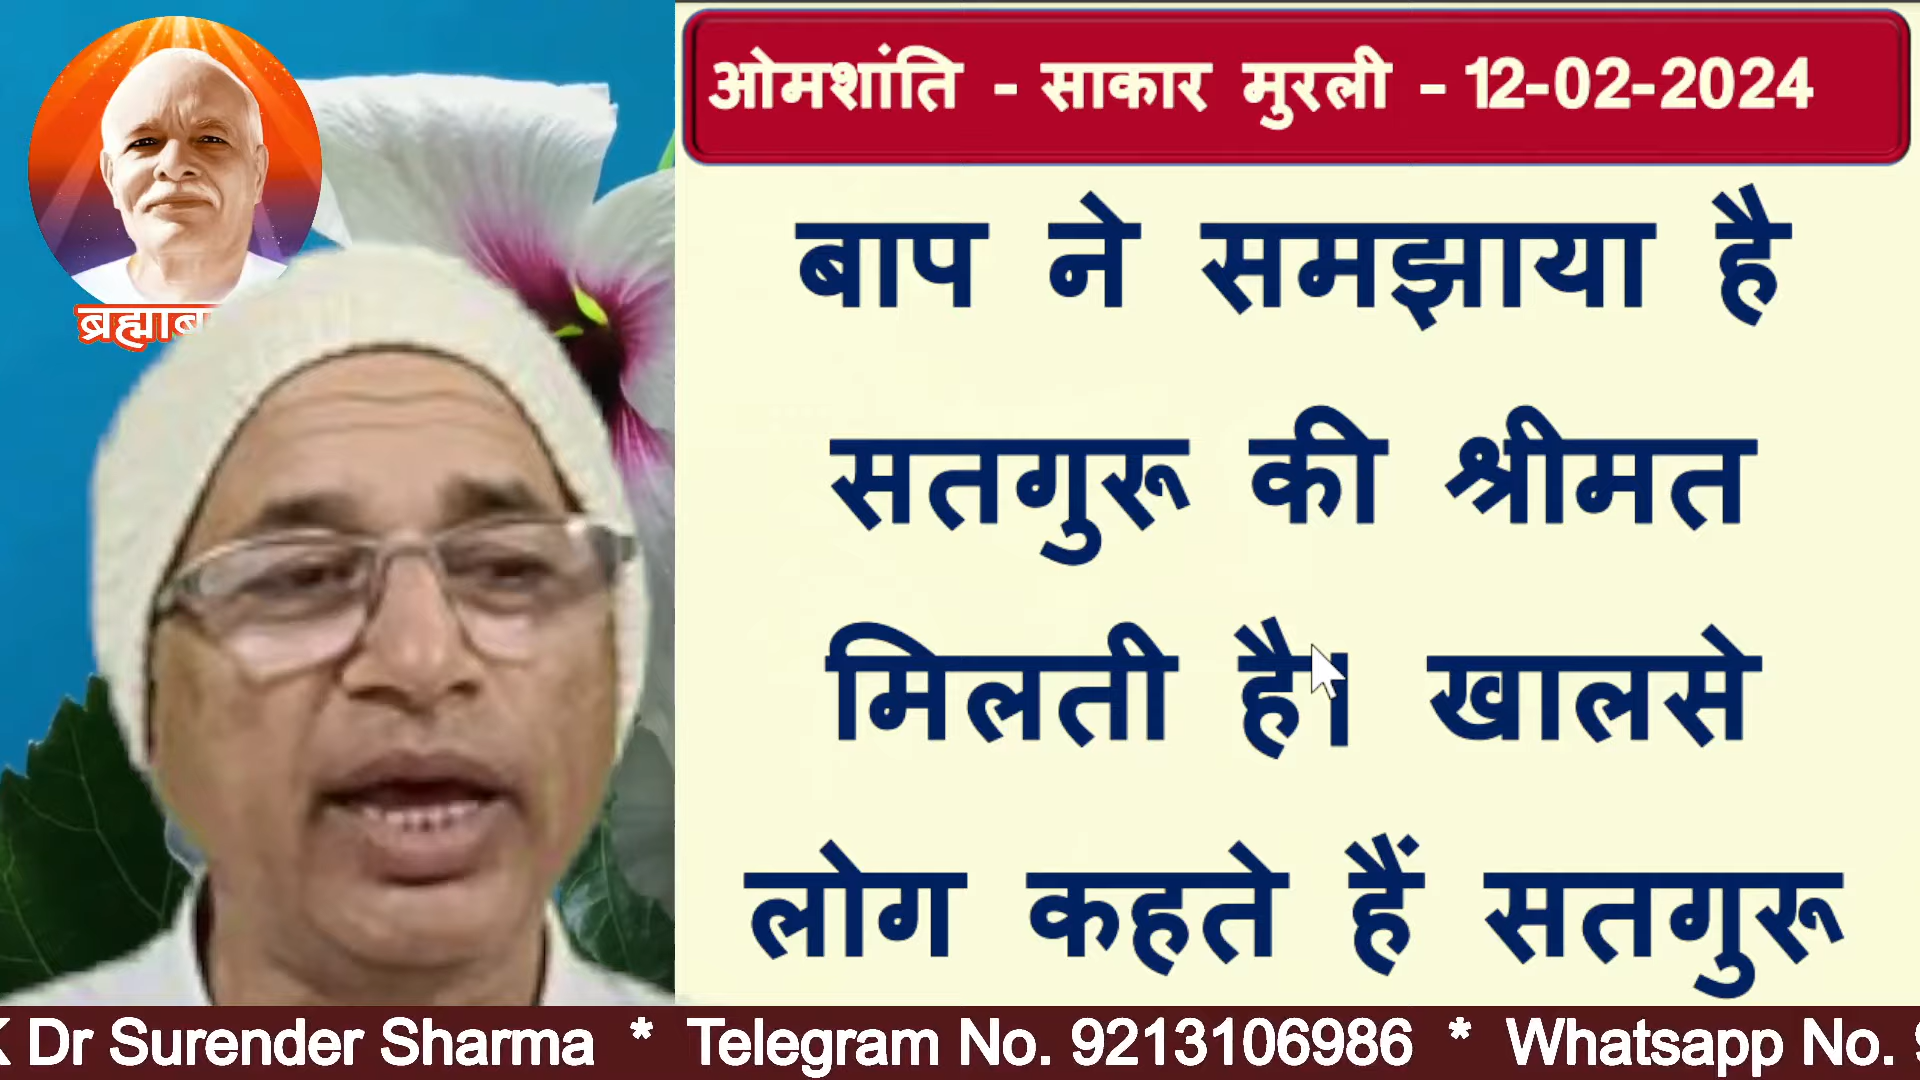 ओमशांति - साकार मुरली - 12-02-2024
बाप ने समझाया है
सतगुरू की श्रीमत
मिलती है। खालसे
लोग कहते हैं सतगुरू
Dr Surender Sharma * Telegram No. 9213106986 * Whatsapp No.